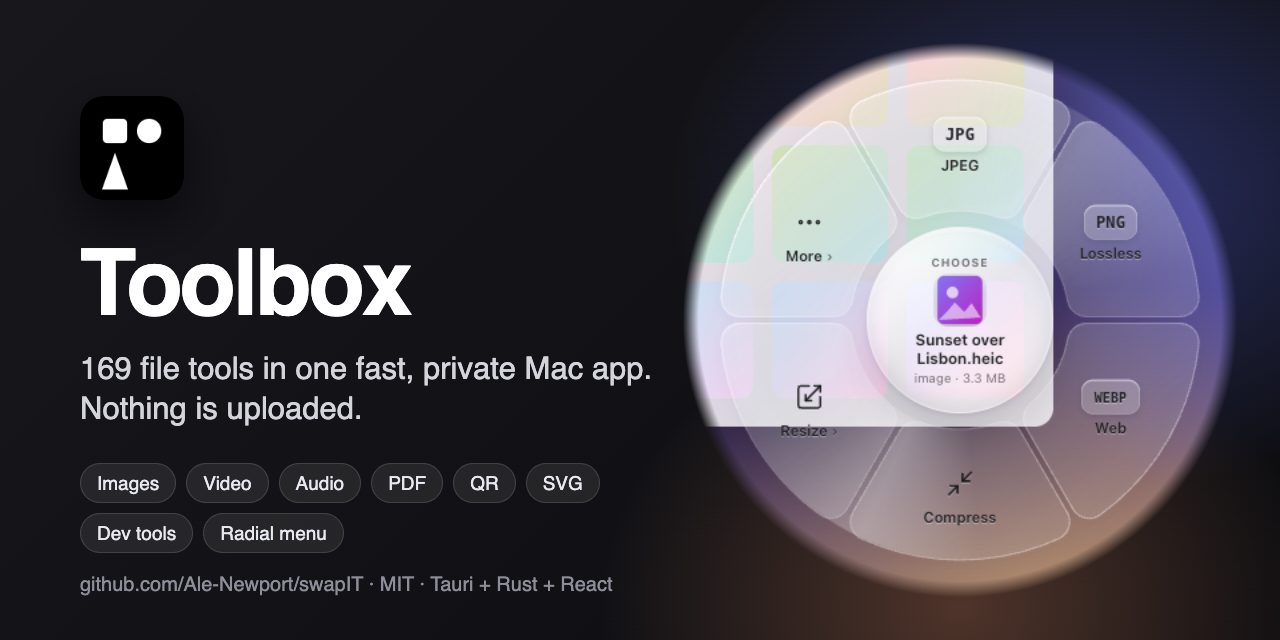 Toolbox
169 file tools in one fast, private Mac app.
Nothing is uploaded.
Images
Video
Audio
PDF
QR
SVG
Dev tools
Radial menu
github.com/Ale-Newport/swapIT · MIT · Tauri + Rust + React
JPG
JPEG
PNG
Lossless
WEBP
Web
Compress
Resize ›
More ›
CHOOSE
Sunset over
Lisbon.heic
image · 3.3 MB